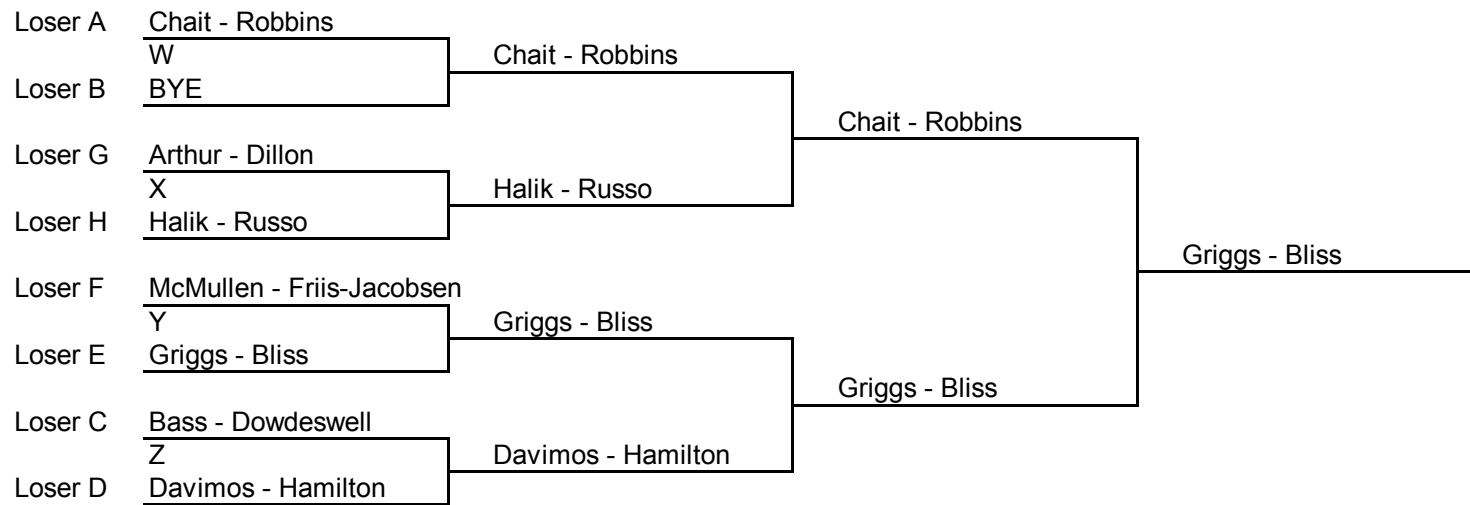 Loser A Chait - Robbins
W Chait - Robbins
Loser B BYE
Chait - Robbins
Loser G Arthur - Dillon
X Halik - Russo
Loser H Halik - Russo
Griggs - Bliss
Loser F McMullen - Friis-Jacobsen
Y Griggs - Bliss
Loser E Griggs - Bliss
Griggs - Bliss
Loser C Bass - Dowdeswell
Z Davimos - Hamilton
Loser D Davimos - Hamilton